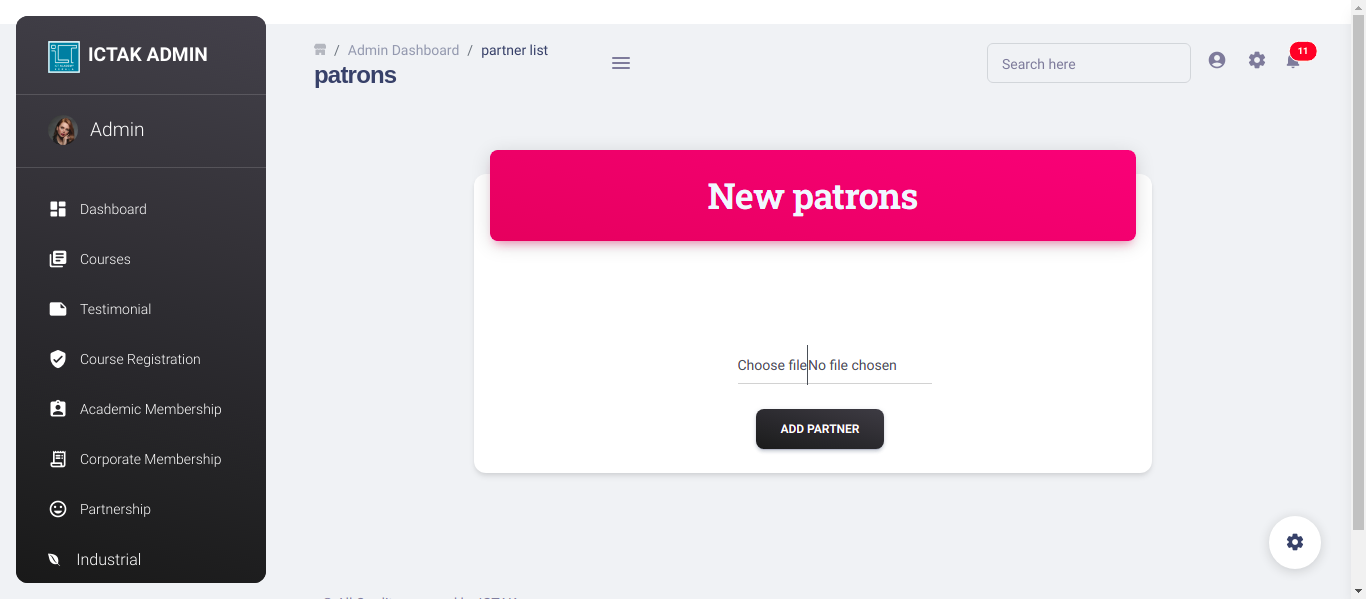 ICTAK ADMIN
Admin
Dashboard
Courses
Testimonial
Course Registration
Academic Membership
Corporate Membership
Partnership
Industrial
/ Admin Dashboard / partner list
patrons
Search here
11
New patrons
Choose file No file chosen
ADD PARTNER